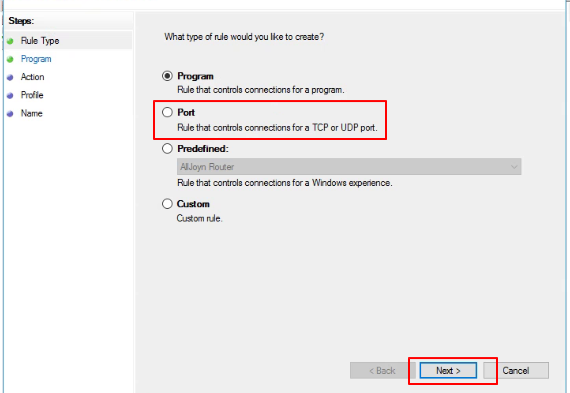 Steps:
Rule Type
Program
Action
Profile
Name
What type of rule would you like to create?
Program
Rule that controls connections for a program.
Port
Rule that controls connections for a TCP or UDP port.
Predefined:
AllJoyn Router
Rule that controls connections for a Windows experience.
Custom
Custom rule.
< Back Next > Cancel